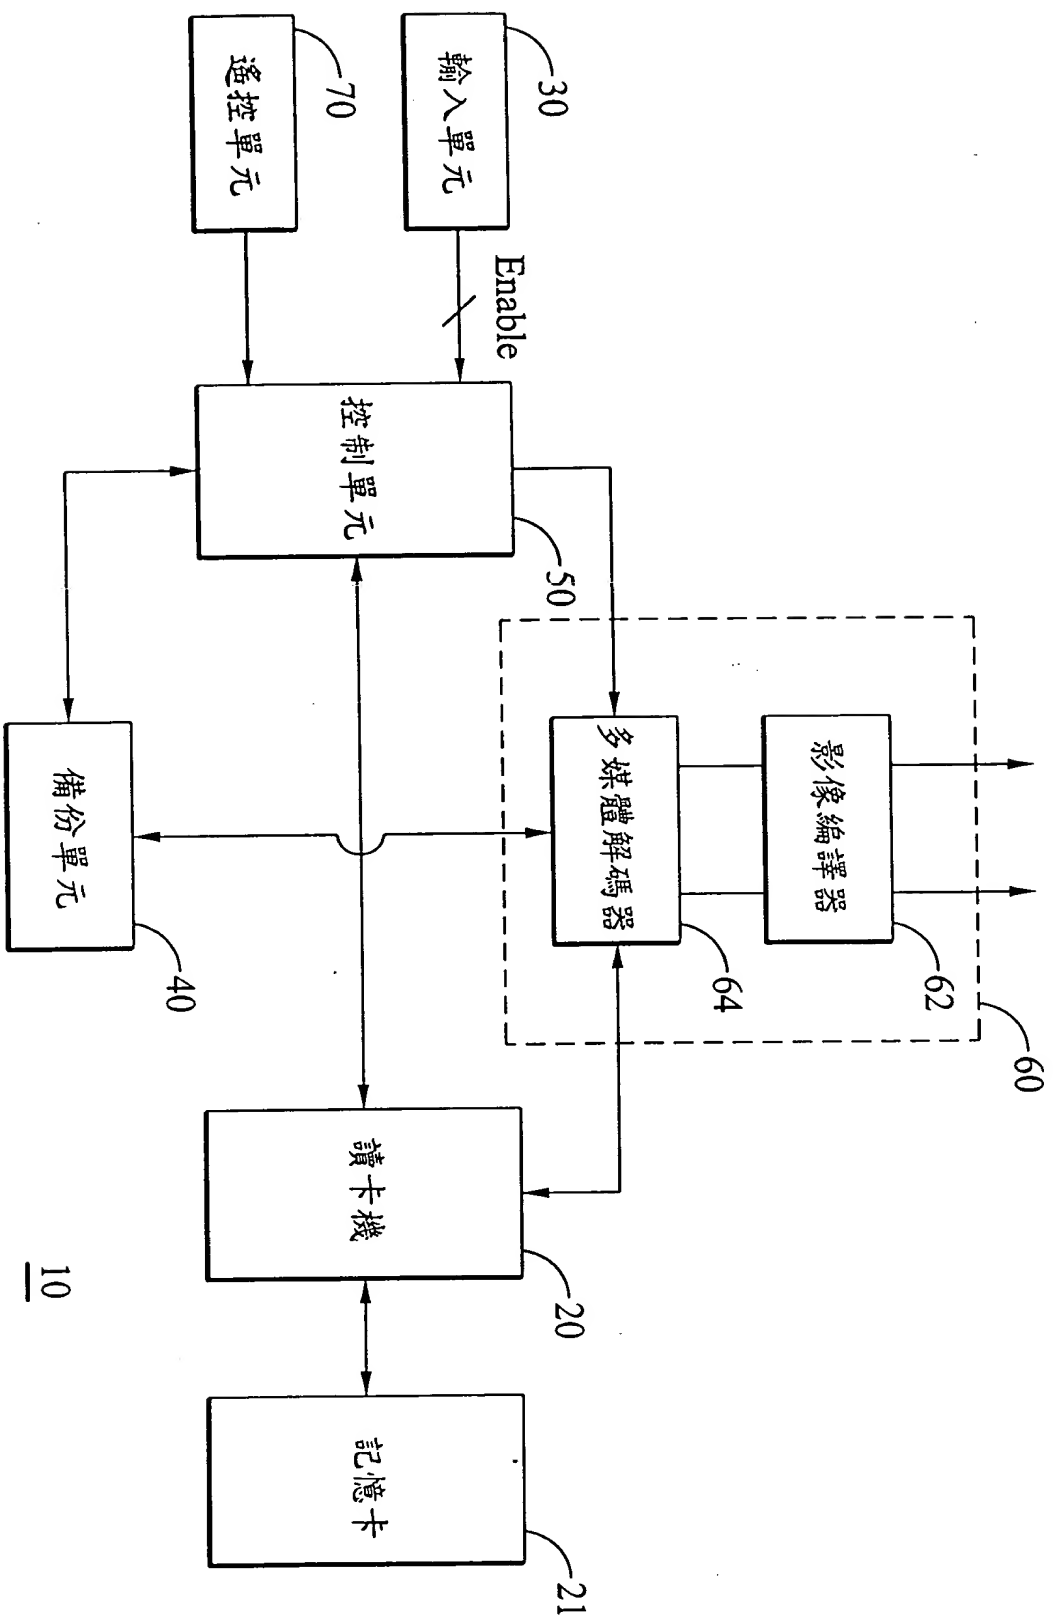 60
影像編譯器
62
多媒體解碼器
64
輸入單元
30
Enable
控制單元
50
讀卡機
20
記憶卡
21
遙控單元
70
備份單元
40
10